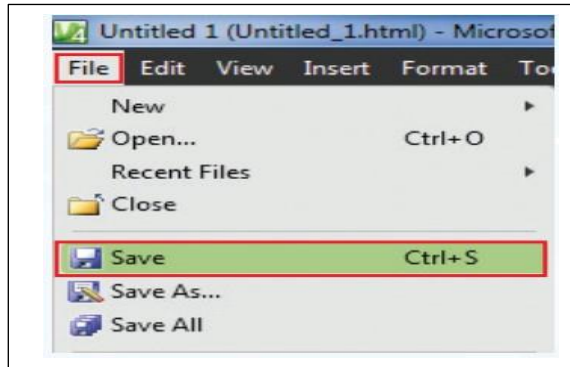 Untitled 1 (Untitled_1.html) - Microsof
File Edit View Insert Format To
New
Open... Ctrl+O
Recent Files
Close
Save Ctrl+S
Save As...
Save All